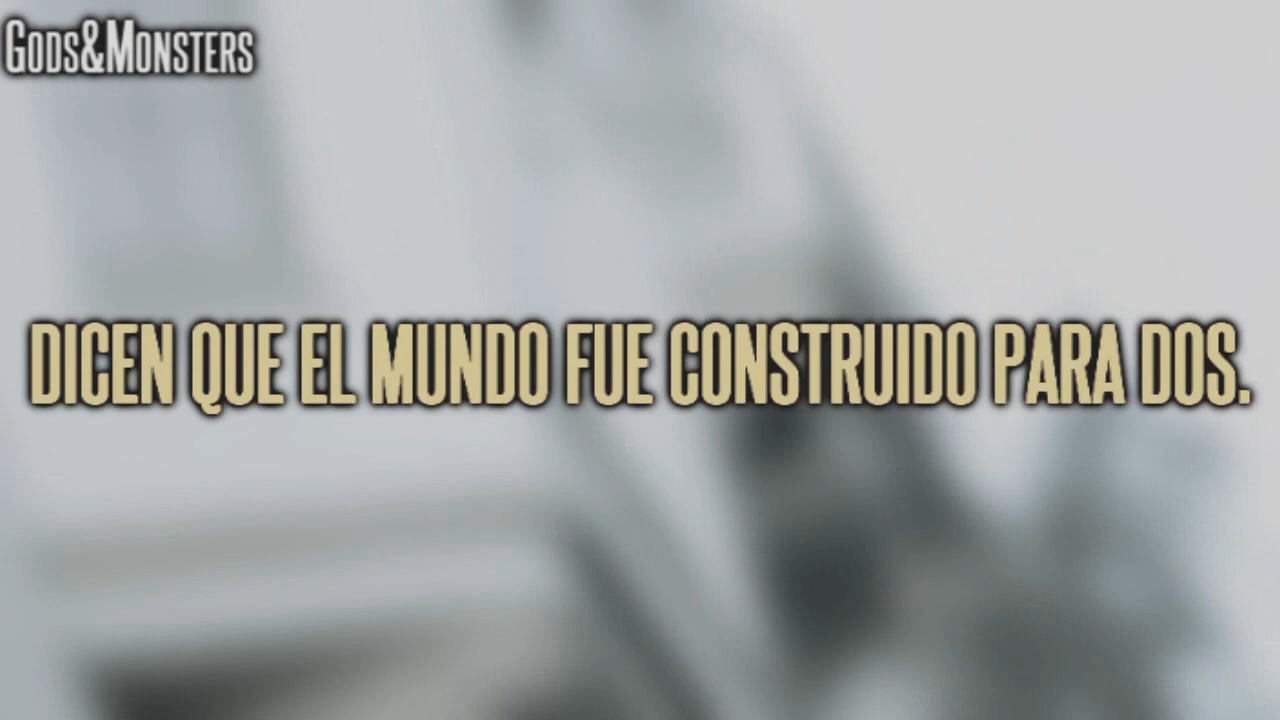 GODS&MONSTERS
DICEN QUE EL MUNDO FUE CONSTRUIDO PARA DOS.